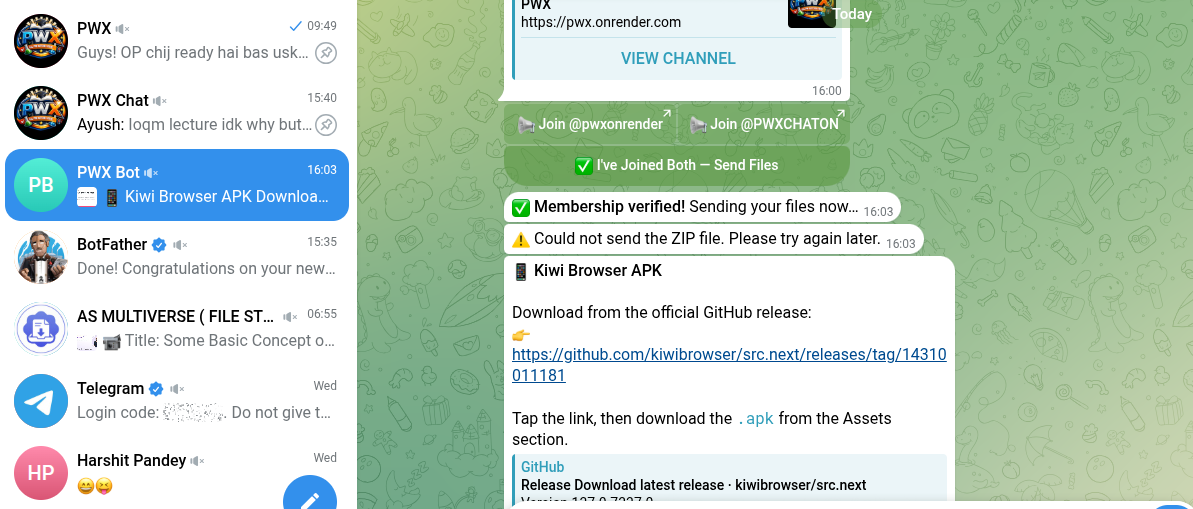 PWX
09:49
Guys! OP chij ready hai bas usk...
PWX Chat
15:40
Ayush: Ioqm lecture idk why but...
PB
PWX Bot
16:03
Kiwi Browser APK Downloa...
BotFather
15:35
Done! Congratulations on your new...
AS MULTIVERSE ( FILE ST...
06:55
Title: Some Basic Concept o...
Telegram
Wed
Login code: . Do not give t...
HP
Harshit Pandey
Wed
PWX
https://pwx.onrender.com
Today
VIEW CHANNEL
16:00
Join @pwxonrender
Join @PWXCHATON
I've Joined Both — Send Files
Membership verified! Sending your files now... 16:03
Could not send the ZIP file. Please try again later. 16:03
Kiwi Browser APK
Download from the official GitHub release:
https://github.com/kiwibrowser/src.next/releases/tag/14310
011181
Tap the link, then download the .apk from the Assets
section.
GitHub
Release Download latest release · kiwibrowser/src.next